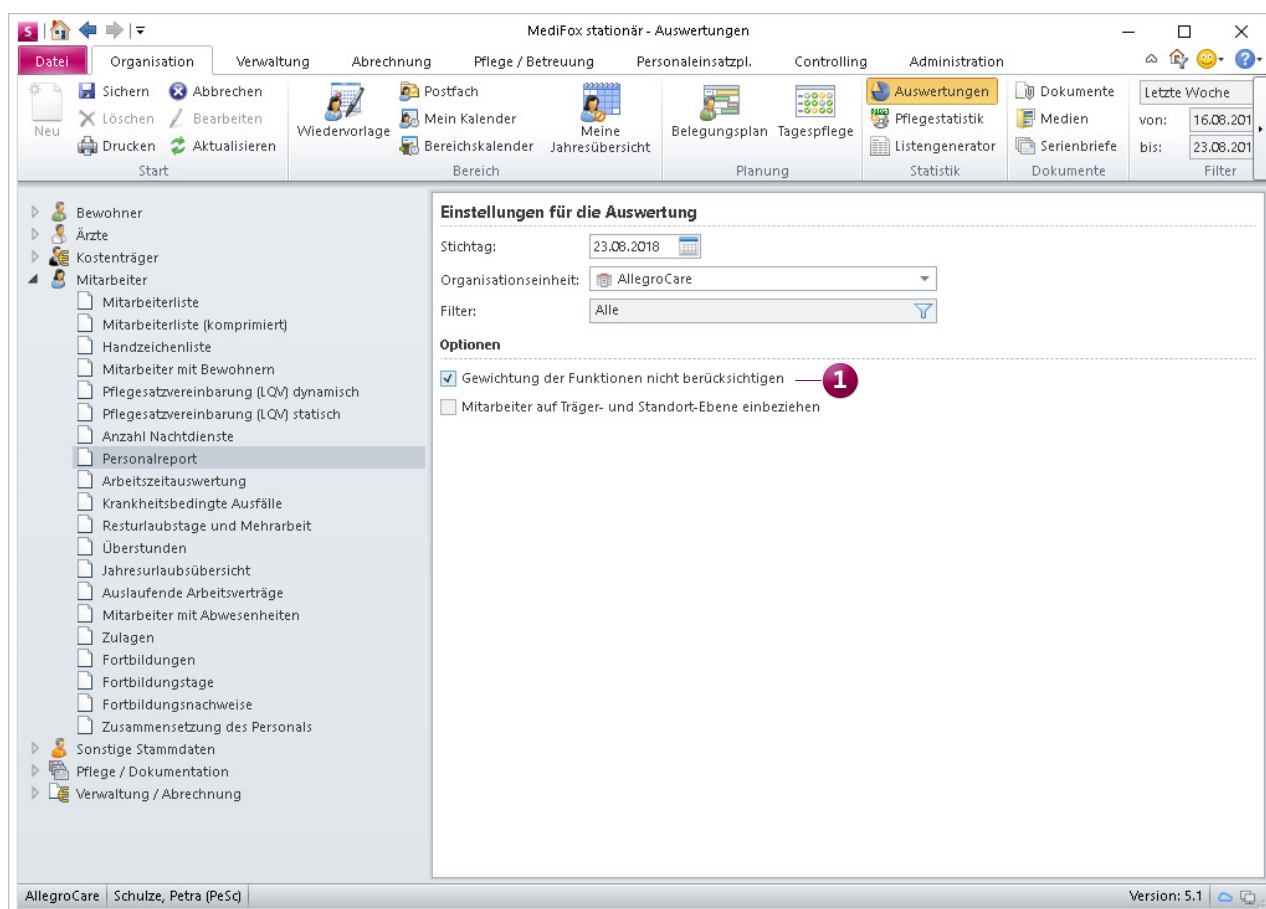 MediFox stationär - Auswertungen
Datei Organisation Verwaltung Abrechnung Pflege / Betreuung Personaleinsatzpl. Controlling Administration
Neu
Sichern Abbrechen
Löschen Bearbeiten
Drucken Aktualisieren
Start
Wiedervorlage
Postfach
Mein Kalender
Bereichskalender
Meine
Jahresübersicht
Bereich
Belegungsplan Tagespflege
Planung
Auswertungen
Pflegestatistik
Listengenerator
Statistik
Dokumente
Medien
Serienbriefe
Dokumente
Letzte Woche
von: 16.08.201
bis: 23.08.201
Filter
Bewohner
Ärzte
Kostenträger
Mitarbeiter
Mitarbeiterliste
Mitarbeiterliste (komprimiert)
Handzeichenliste
Mitarbeiter mit Bewohnern
Pflegesatzvereinbarung (LQV) dynamisch
Pflegesatzvereinbarung (LQV) statisch
Anzahl Nachtdienste
Personalreport
Arbeitszeitauswertung
Krankheitsbedingte Ausfälle
Resturlaubstage und Mehrarbeit
Überstunden
Jahresurlaubsübersicht
Auslaufende Arbeitsverträge
Mitarbeiter mit Abwesenheiten
Zulagen
Fortbildungen
Fortbildungstage
Fortbildungsnachweise
Zusammensetzung des Personals
Sonstige Stammdaten
Pflege / Dokumentation
Verwaltung / Abrechnung
Einstellungen für die Auswertung
Stichtag: 23.08.2018
Organisationseinheit: AllegroCare
Filter: Alle
Optionen
Gewichtung der Funktionen nicht berücksichtigen 1
Mitarbeiter auf Träger- und Standort-Ebene einbeziehen
AllegroCare Schulze, Petra (PeSc) Version: 5.1